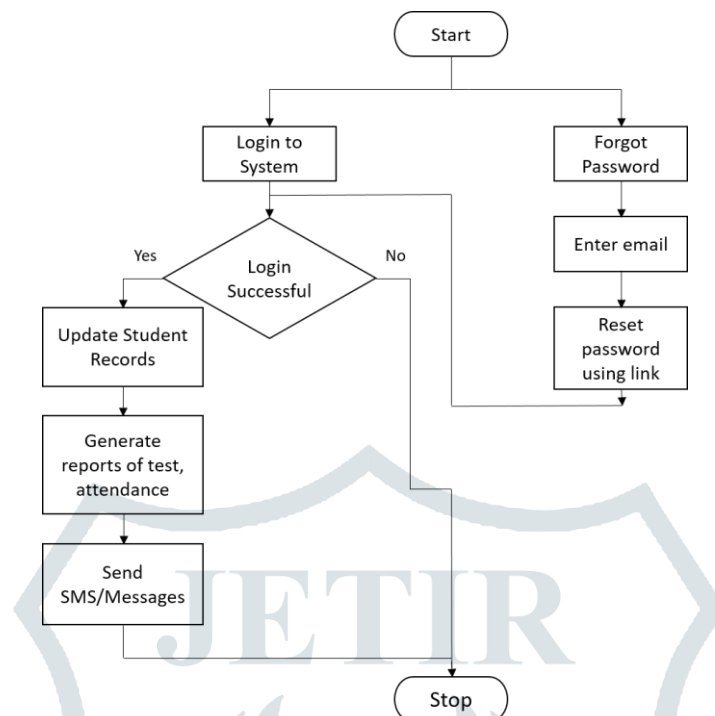 Start
Login to
System
Forgot
Password
Enter email
Yes
No
Login
Successful
Update Student
Records
Reset
password
using link
Generate
reports of test,
attendance
Send
SMS/Messages
JETIR
Stop